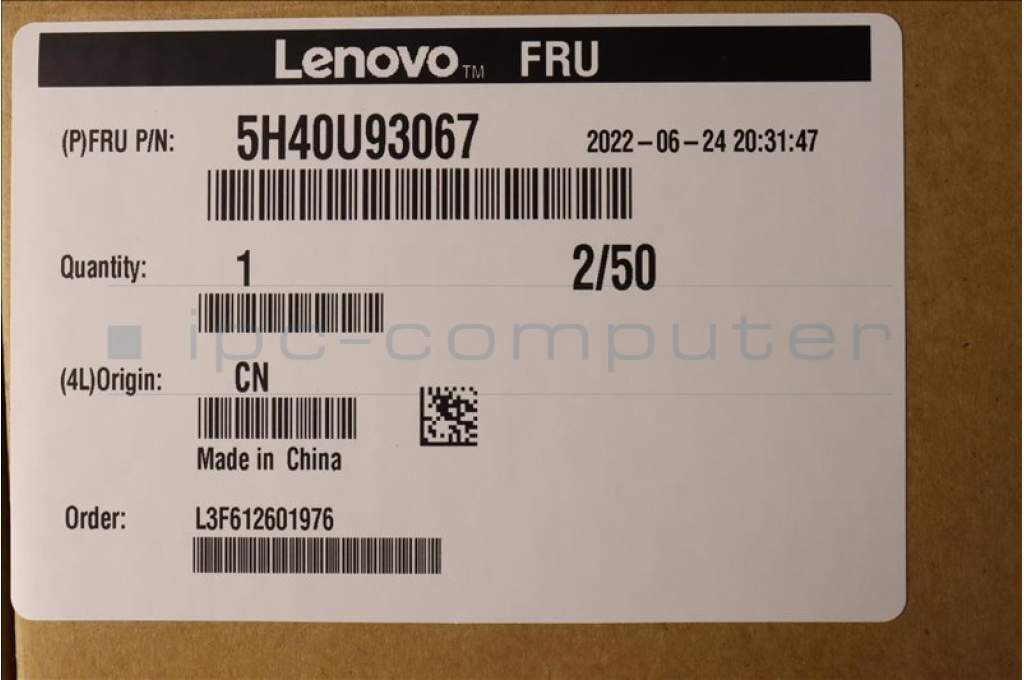 Lenovo™ FRU
(P)FRU P/N: 5H40U93067 2022-06-24 20:31:47
Quantity: 1 2/50
ipc-computer
(4L)Origin: CN
Made in China
Order: L3F612601976